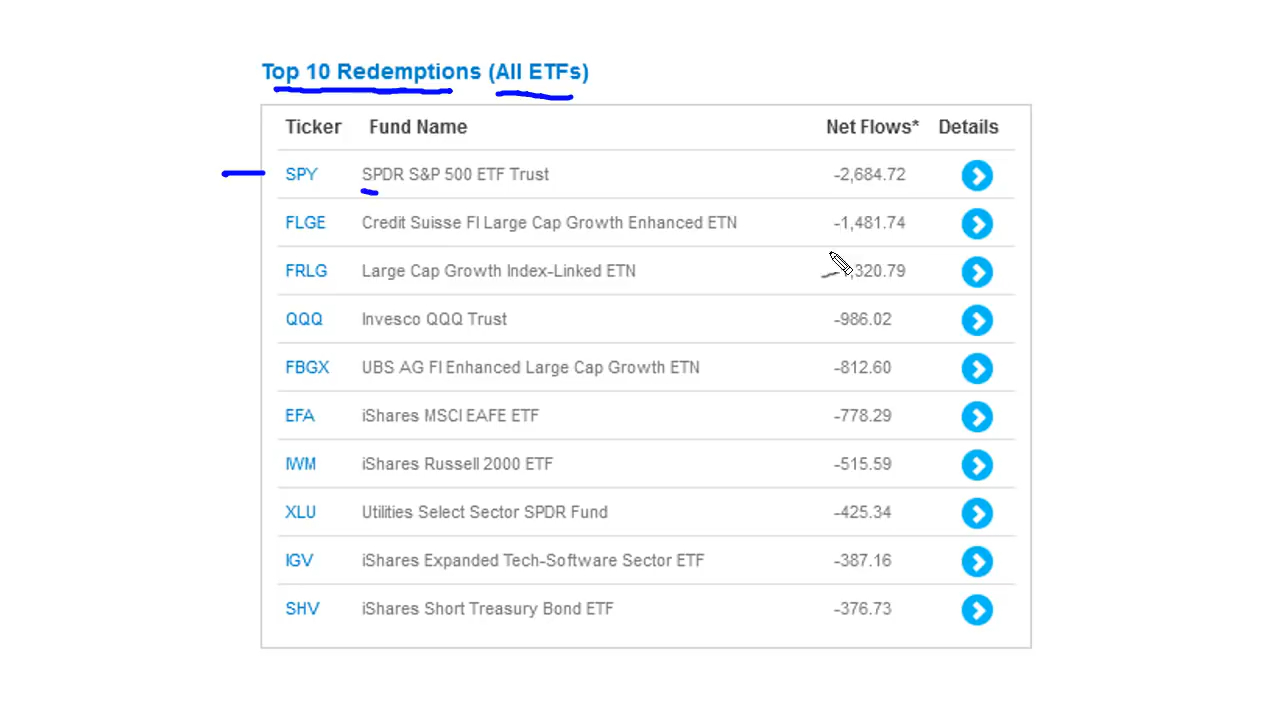 Top 10 Redemptions (All ETFs)
Ticker Fund Name Net Flows* Details
SPY SPDR S&P 500 ETF Trust -2,684.72
FLGE Credit Suisse FI Large Cap Growth Enhanced ETN -1,481.74
FRLG Large Cap Growth Index-Linked ETN ,320.79
QQQ Invesco QQQ Trust -986.02
FBGX UBS AG FI Enhanced Large Cap Growth ETN -812.60
EFA iShares MSCI EAFE ETF -778.29
IWM iShares Russell 2000 ETF -515.59
XLU Utilities Select Sector SPDR Fund -425.34
IGV iShares Expanded Tech-Software Sector ETF -387.16
SHV iShares Short Treasury Bond ETF -376.73